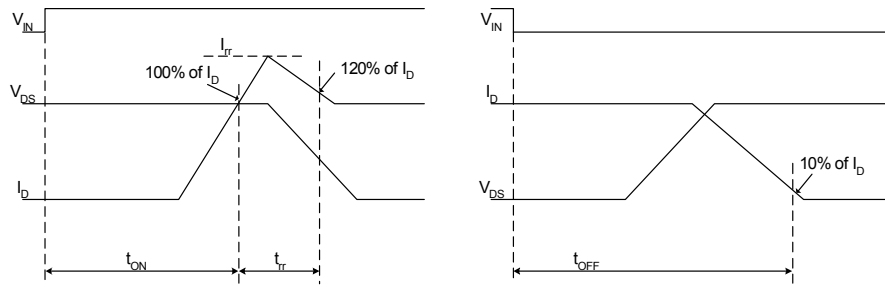 V_IN
I_rr
100% of I_D
120% of I_D
V_DS
I_D
t_ON
t_rr
V_IN
I_D
V_DS
10% of I_D
t_OFF